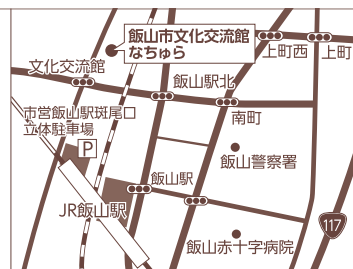 飯山市文化交流館
なちゅら
上町西
上町
文化交流館
飯山駅北
市営飯山駅斑尾口
立体駐車場
P
南町
飯山警察署
飯山駅
JR飯山駅
117
飯山赤十字病院